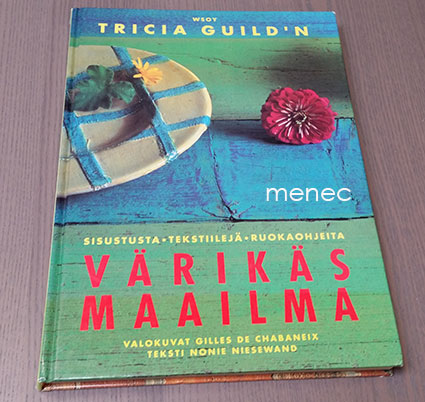 WSOY
TRICIA GUILD'N
menec
SISUSTUSTA • TEKSTIILEJÄ • RUOKAOHJEITA
VÄRIKÄS
MAAILMA
VALOKUVAT GILLES DE CHABANEIX
TEKSTI NONIE NIESEWAND